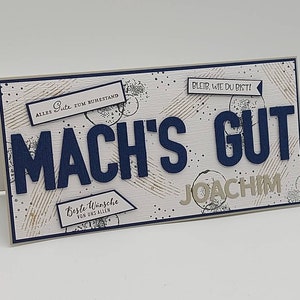 ALLES Gute ZUM RUHESTAND
BLEIB, WIE DU BIST!
MACH'S GUT
JOACHIM
Beste Wünsche
VON UNS ALLEN